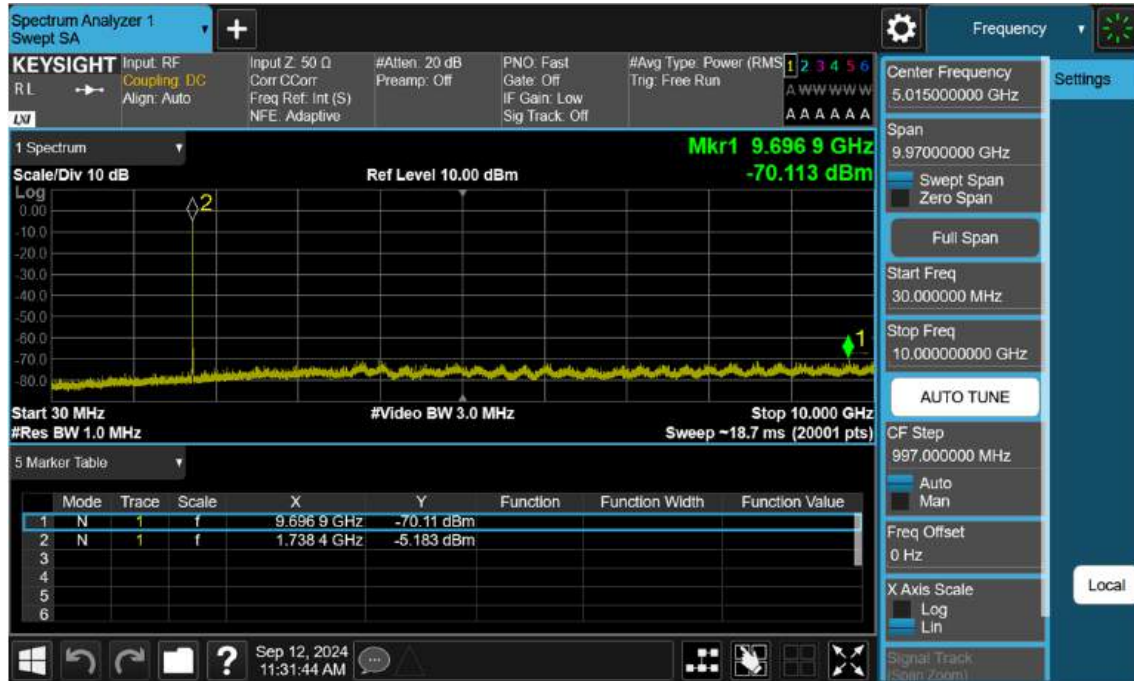 Spectrum Analyzer 1
Swept SA
+
Frequency
KEYSIGHT
RL
LXI
Input: RF
Coupling: DC
Align: Auto
Input Z: 50 Ω
Corr CCorr
Freq Ref: Int (S)
NFE: Adaptive
#Atten: 20 dB
Preamp: Off
PNO: Fast
Gate: Off
IF Gain: Low
Sig Track: Off
#Avg Type: Power (RMS
Trig: Free Run
1 2 3 4 5 6
A W W W W W
A A A A A A
Center Frequency
5.015000000 GHz
Settings
1 Spectrum
Mkr1 9.696 9 GHz
-70.113 dBm
Scale/Div 10 dB
Ref Level 10.00 dBm
Log
0.00
-10.0
-20.0
-30.0
-40.0
-50.0
-60.0
-70.0
-80.0
2
1
Start 30 MHz
#Video BW 3.0 MHz
Stop 10.000 GHz
#Res BW 1.0 MHz
Sweep ~18.7 ms (20001 pts)
Span
9.97000000 GHz
Swept Span
Zero Span
Full Span
Start Freq
30.000000 MHz
Stop Freq
10.000000000 GHz
AUTO TUNE
CF Step
997.000000 MHz
Auto
Man
Freq Offset
0 Hz
X Axis Scale
Log
Lin
Signal Track
(Span Zoom)
Local
5 Marker Table
Mode Trace Scale X Y Function Function Width Function Value
1 N 1 f 9.696 9 GHz -70.11 dBm
2 N 1 f 1.738 4 GHz -5.183 dBm
3
4
5
6
?
Sep 12, 2024
11:31:44 AM